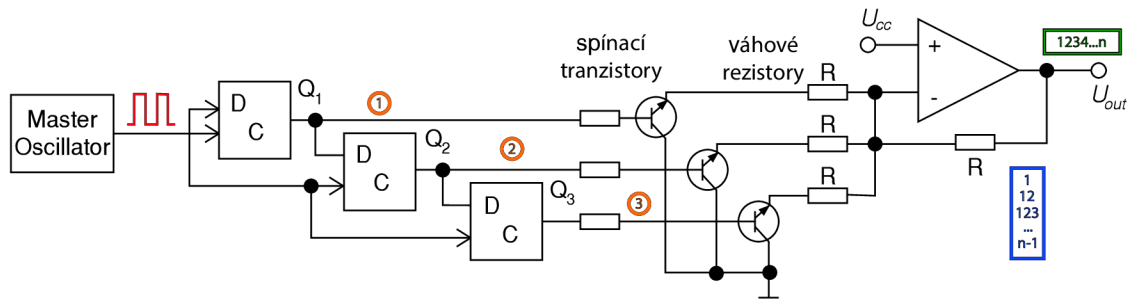 Master
Oscillator
D
C
Q1
1
D
C
Q2
2
D
C
Q3
3
spínací
tranzistory
váhové
rezistory
R
R
R
Ucc
+
-
R
1234...n
Uout
1
12
123
...
n-1